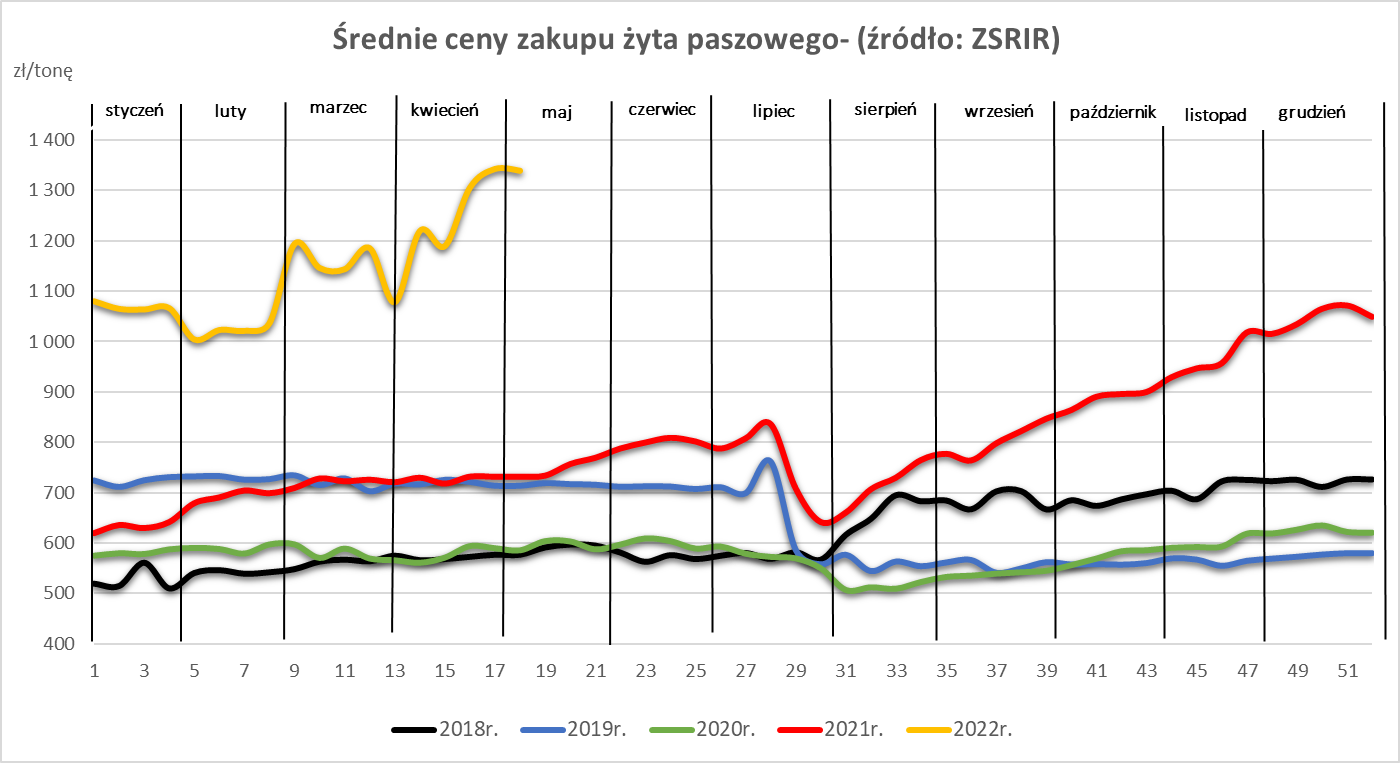 Średnie ceny zakupu żyta paszowego- (źródło: ZSRIR)
zł/tonę
styczeń luty marzec kwiecień maj czerwiec lipiec sierpień wrzesień październik listopad grudzień
1 400
1 300
1 200
1 100
1 000
900
800
700
600
500
400
1 3 5 7 9 11 13 15 17 19 21 23 25 27 29 31 33 35 37 39 41 43 45 47 49 51
2018r. 2019r. 2020r. 2021r. 2022r.